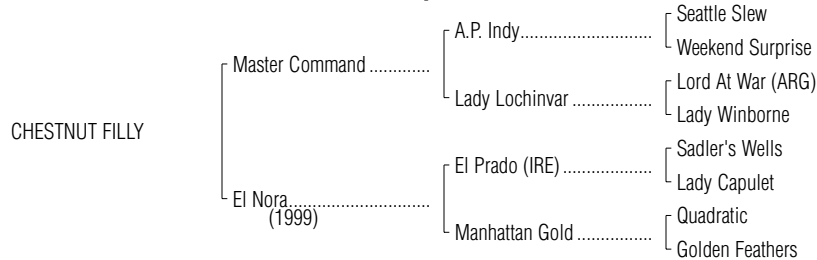 Seattle Slew
A.P. Indy..............................
Weekend Surprise
Master Command ..............
Lord At War (ARG)
Lady Lochinvar ..................
Lady Winborne
CHESTNUT FILLY
Sadler's Wells
El Prado (IRE) ....................
Lady Capulet
El Nora................................
(1999)
Quadratic
Manhattan Gold .................
Golden Feathers